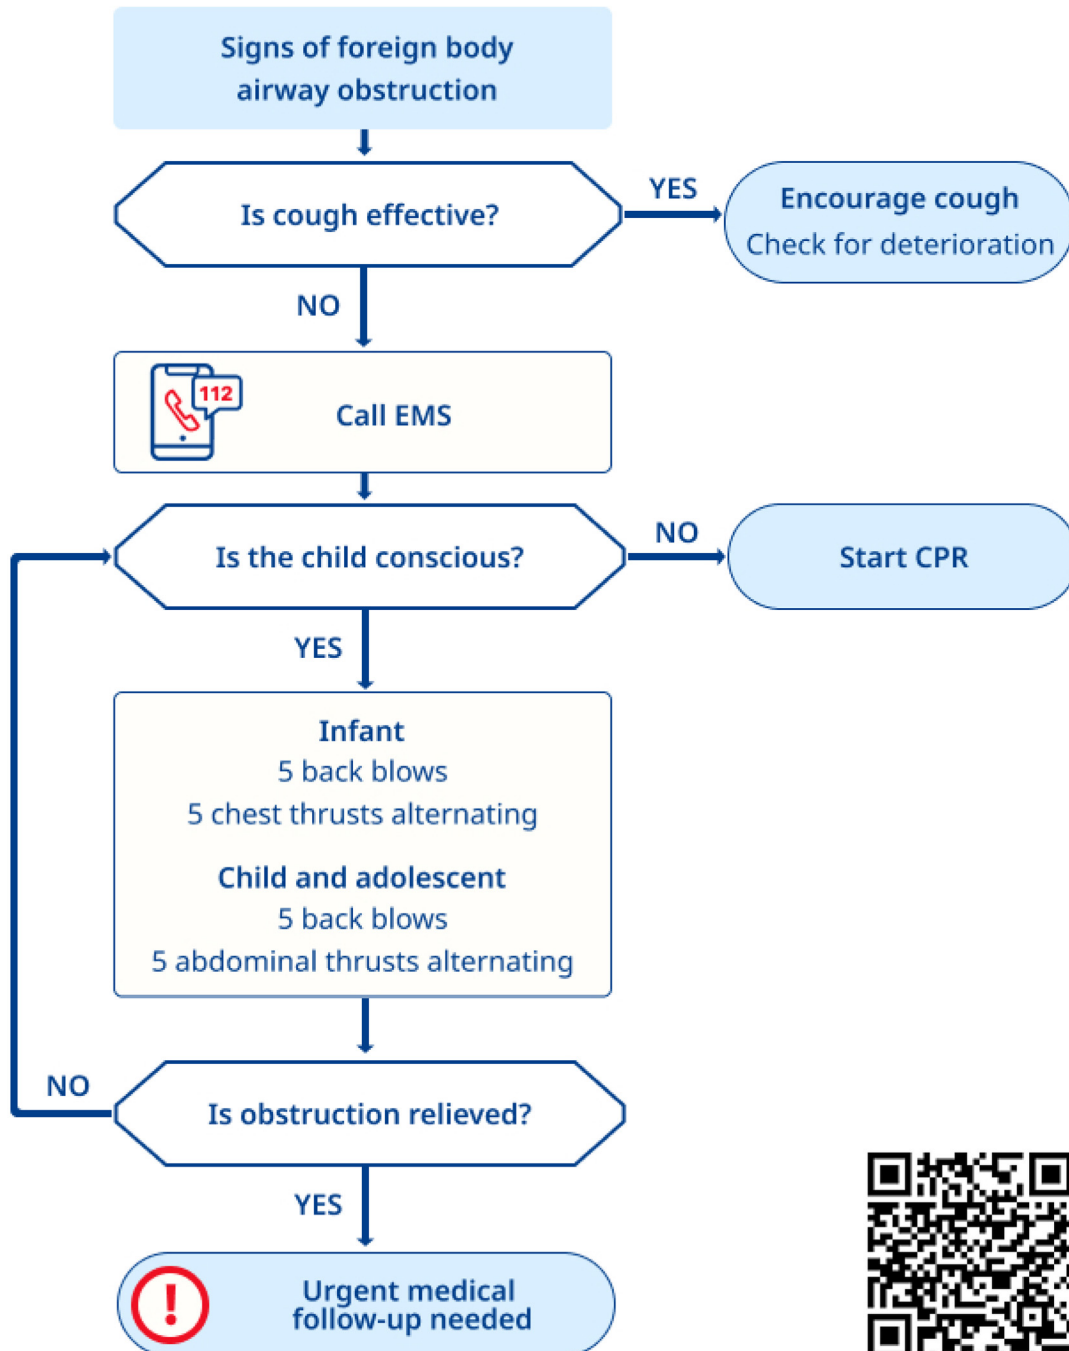 Signs of foreign body
airway obstruction
Is cough effective?
YES
Encourage cough
Check for deterioration
NO
112
Call EMS
Is the child conscious?
NO
Start CPR
YES
Infant
5 back blows
5 chest thrusts alternating
Child and adolescent
5 back blows
5 abdominal thrusts alternating
NO
Is obstruction relieved?
YES
!
Urgent medical
follow-up needed